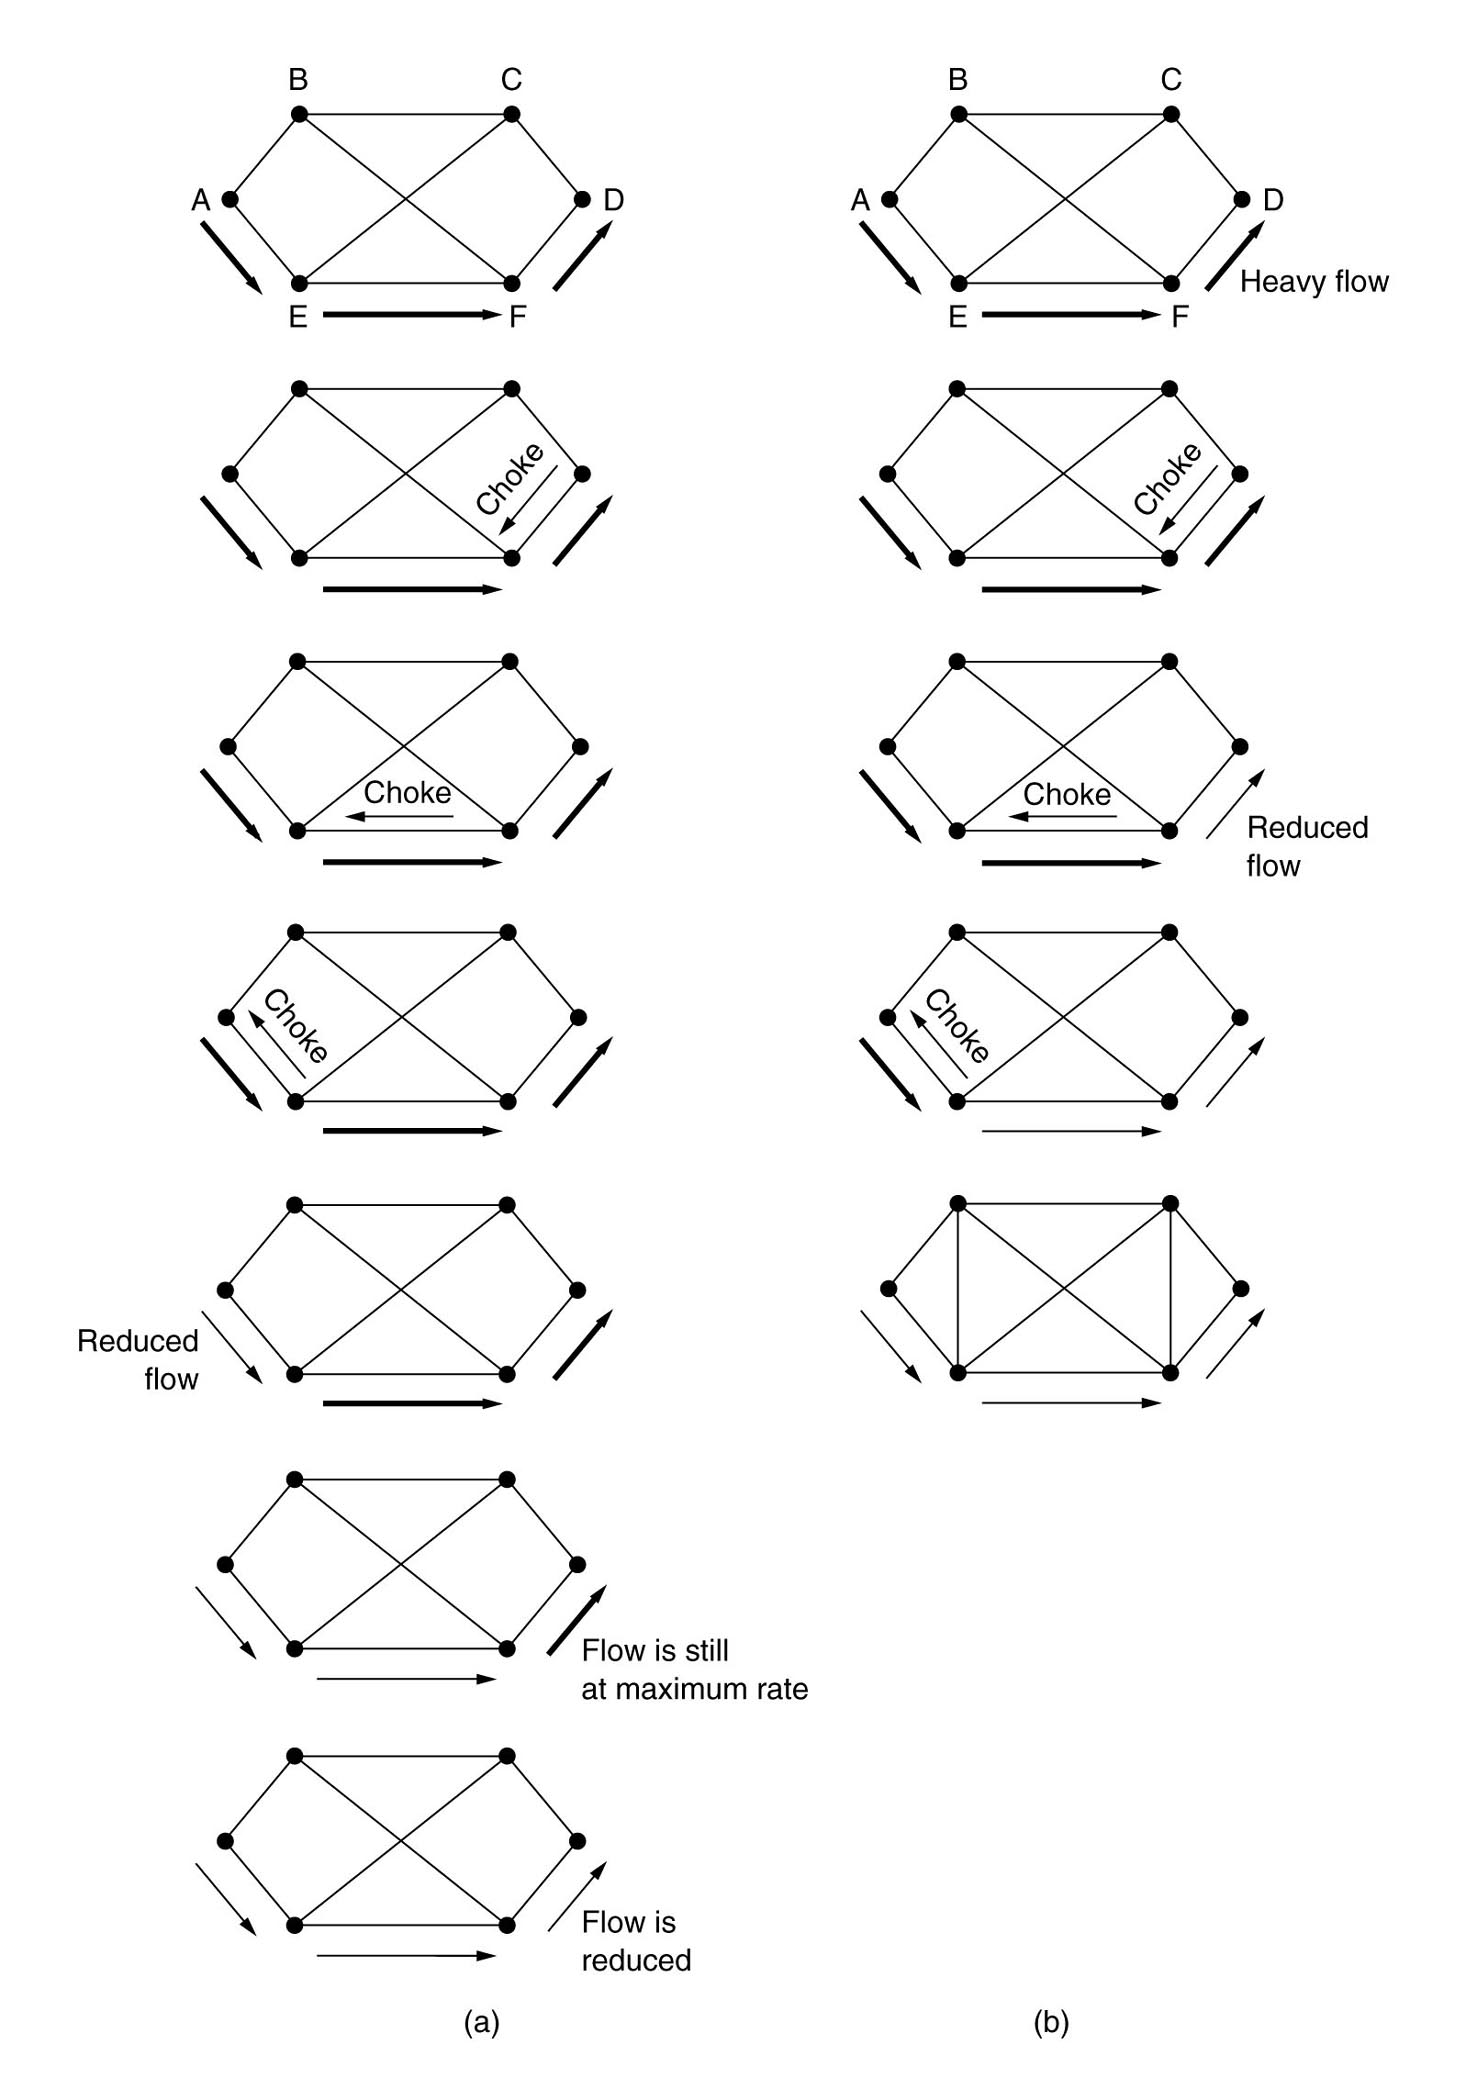 B C B C
A D A D
Heavy flow
E F E F
Choke Choke
Choke Choke
Reduced
flow
Choke Choke
Reduced
flow
Flow is still
at maximum rate
Flow is
reduced
(a) (b)